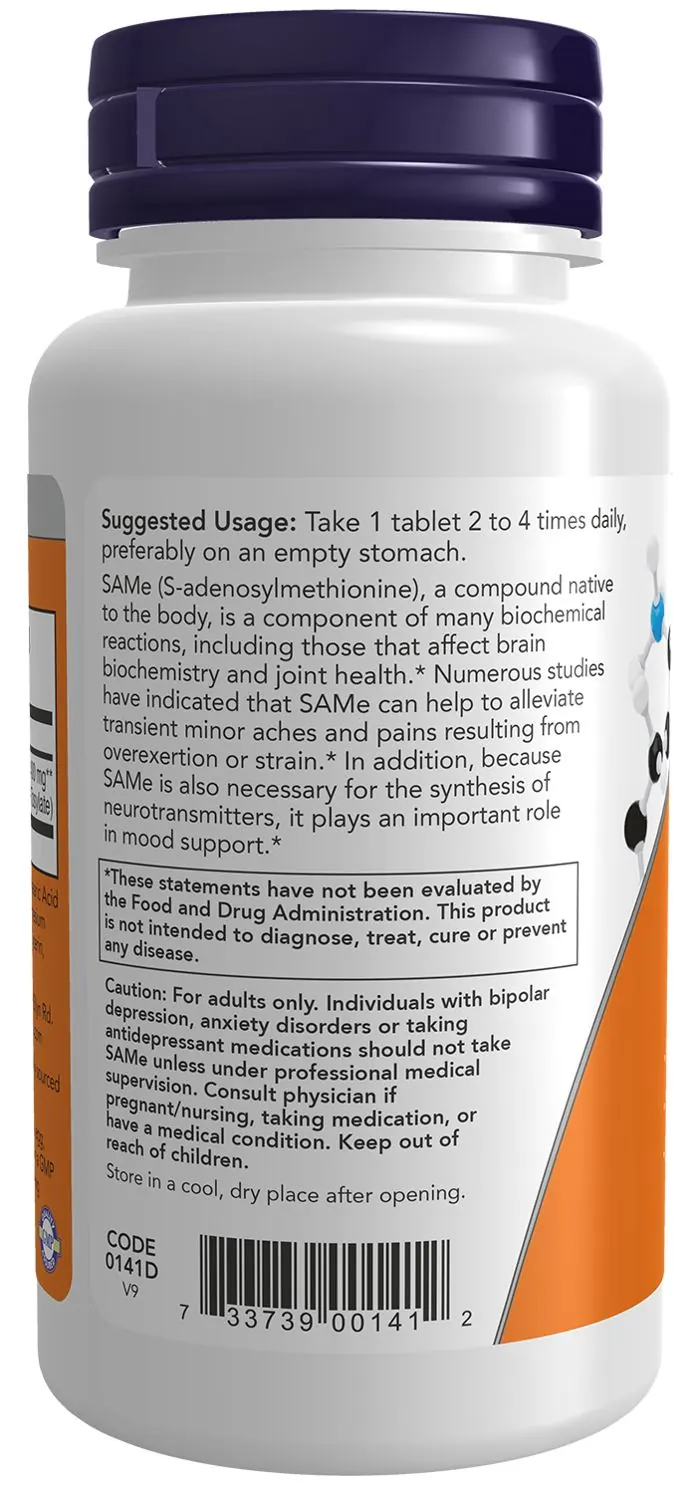 Suggested Usage: Take 1 tablet 2 to 4 times daily,
preferably on an empty stomach.
SAMe (S-adenosylmethionine), a compound native
to the body, is a component of many biochemical
reactions, including those that affect brain
biochemistry and joint health.* Numerous studies
have indicated that SAMe can help to alleviate
transient minor aches and pains resulting from
overexertion or strain.* In addition, because
SAMe is also necessary for the synthesis of
neurotransmitters, it plays an important role
in mood support.*
*These statements have not been evaluated by
the Food and Drug Administration. This product
is not intended to diagnose, treat, cure or prevent
any disease.
Caution: For adults only. Individuals with bipolar
depression, anxiety disorders or taking
antidepressant medications should not take
SAMe unless under professional medical
supervision. Consult physician if
pregnant/nursing, taking medication, or
have a medical condition. Keep out of
reach of children.
Store in a cool, dry place after opening.
CODE
0141D
V9
7 33739 00141 2
mg**
Acid
Rd.
GMP